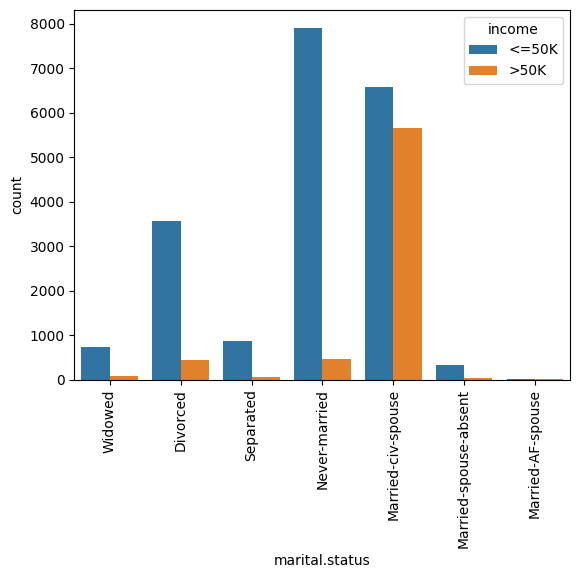 income
<=50K
>50K
8000
7000
6000
5000
4000
3000
2000
1000
0
count
Widowed
Divorced
Separated
Never-married
Married-civ-spouse
Married-spouse-absent
Married-AF-spouse
marital.status